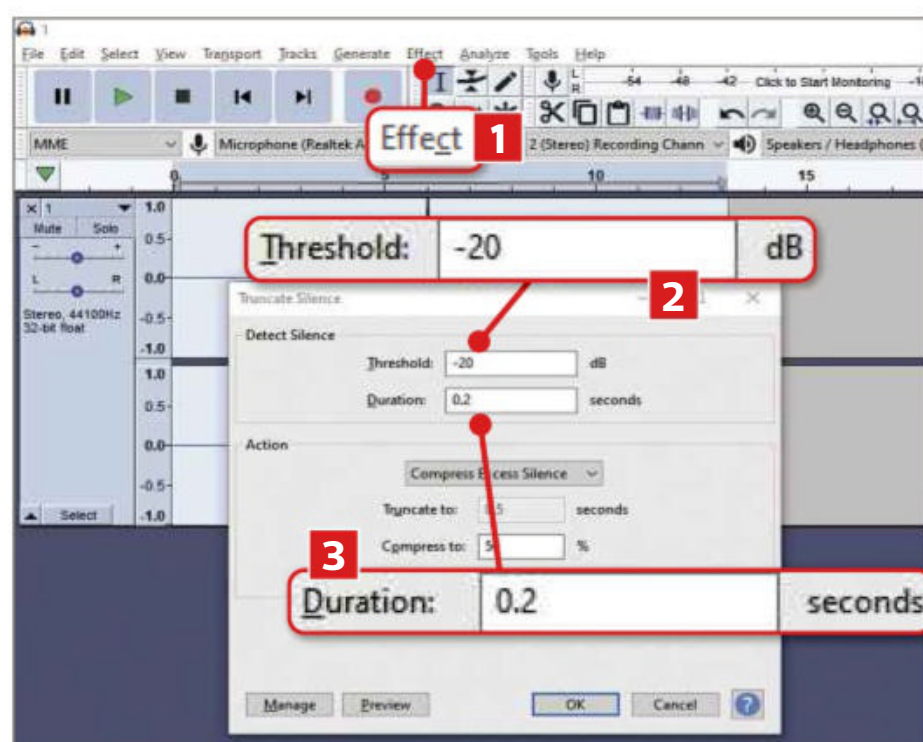 1
File Edit Select View Transport Tracks Generate Effect Analyze Tools Help
L
R -54 -48 -42 Click to Start Monitoring
MME Microphone (Realtek 2 (Stereo) Recording Chann Speakers / Headphones
Effect 1
0 5 10 15
1 1.0
Mute Solo 0.5
- +
L R 0.0
Stereo, 44100Hz -0.5
32-bit float
-1.0
Threshold: -20 dB
2
Truncate Silence
Detect Silence
Threshold: -20 dB
Duration: 0.2 seconds
1.0
0.5
0.0
-0.5
Select -1.0
Action
Compress Excess Silence
Truncate to: seconds
Compress to: %
3
Duration: 0.2 seconds
Manage Preview OK Cancel ?